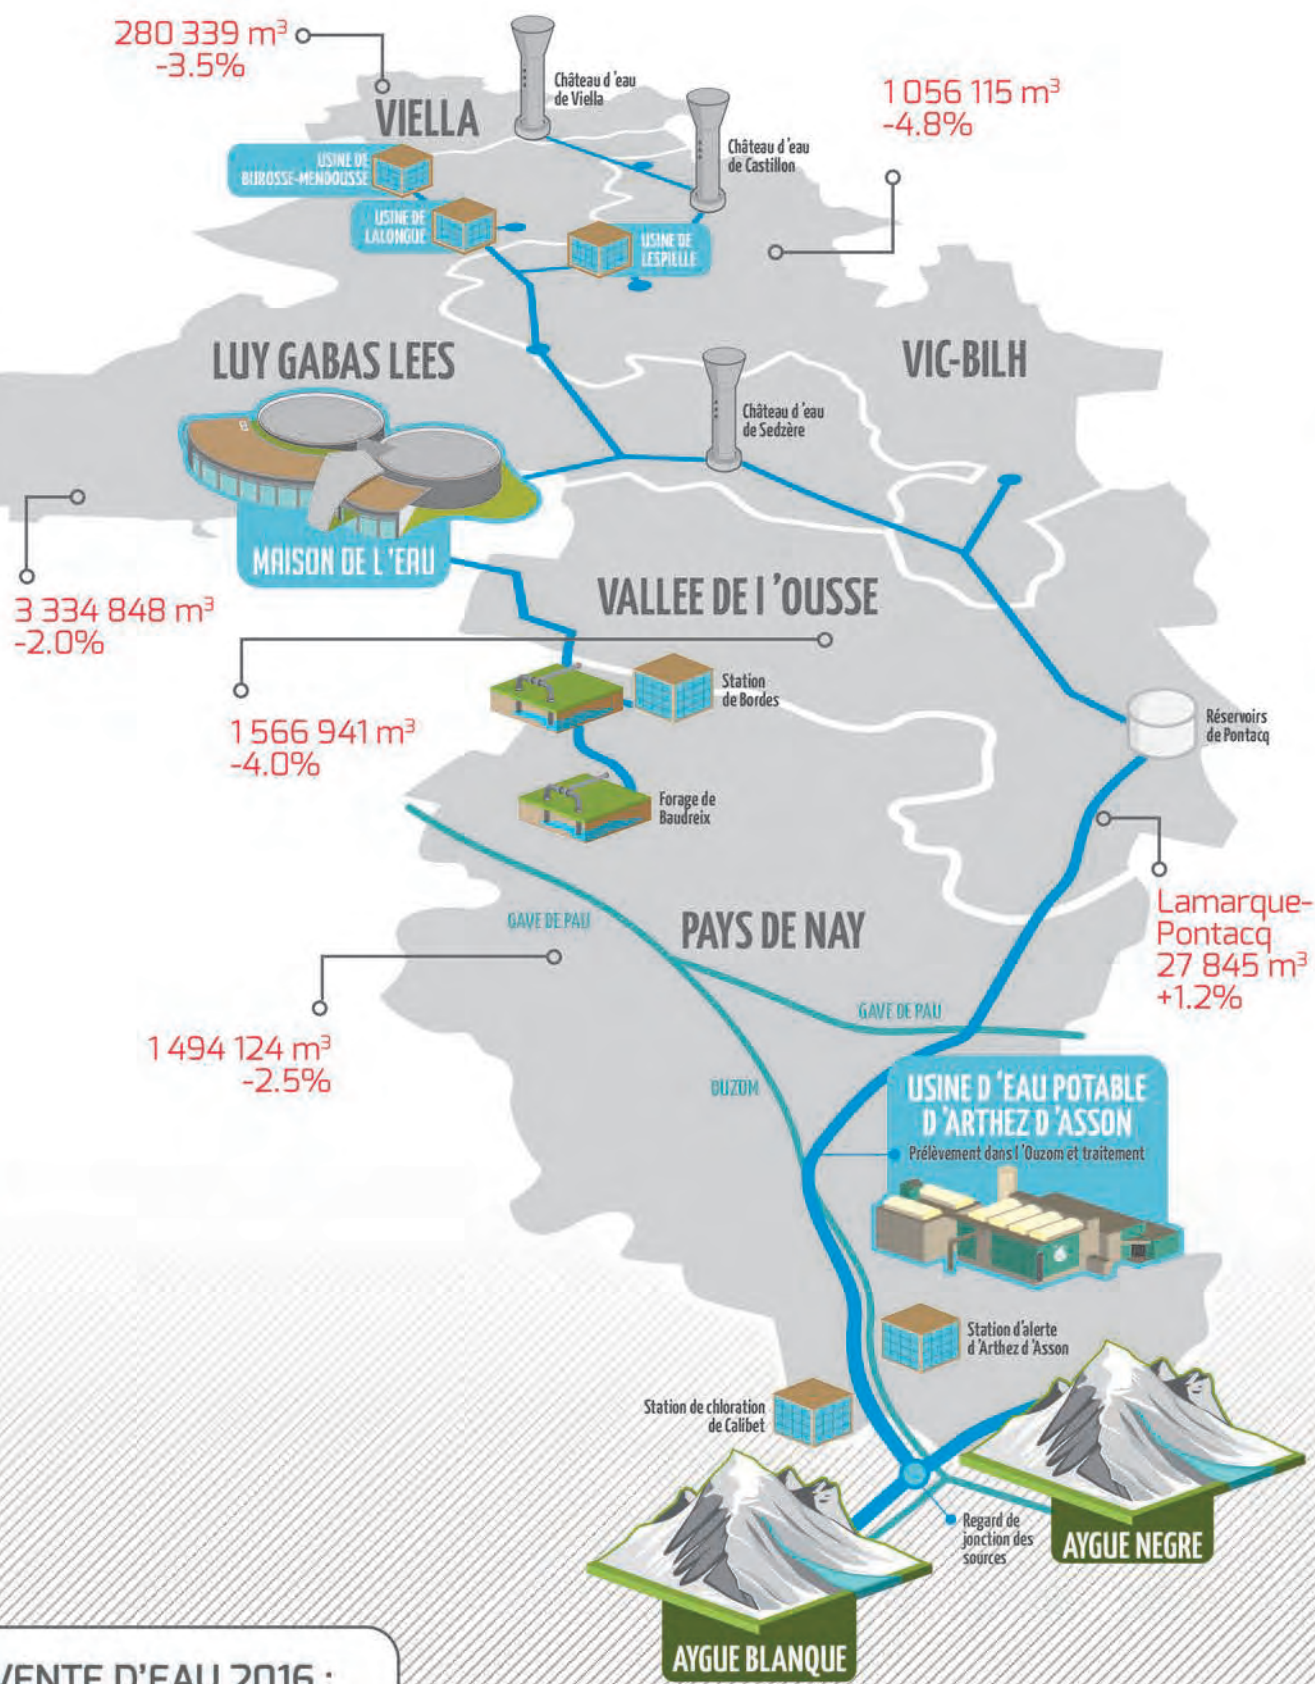 280 339 m³
-3.5%
Château d'eau
de Viella
VIELLA
1 056 115 m³
-4.8%
Château d'eau
de Castillon
USINE DE
BUROSSE-MENDOUSSE
USINE DE
LALONGUE
USINE DE
LESPIELLE
LUY GABAS LEES
VIC-BILH
Château d'eau
de Sedzère
MAISON DE L'EAU
3 334 848 m³
-2.0%
VALLEE DE l'OUSSE
Station
de Bordes
1 566 941 m³
-4.0%
Réservoirs
de Pontacq
Forage de
Baudreix
Lamarque-
Pontacq
27 845 m³
+1.2%
GAVE DE PAU
PAYS DE NAY
GAVE DE PAU
1 494 124 m³
-2.5%
OUZOM
USINE D'EAU POTABLE
D'ARTHEZ D'ASSON
Prélèvement dans l'Ouzom et traitement
Station d'alerte
d'Arthez d'Asson
Station de chloration
de Calibet
Regard de
jonction des
sources
AYGUE NEGRE
AYGUE BLANQUE
VENTE D'EAU 2016 :